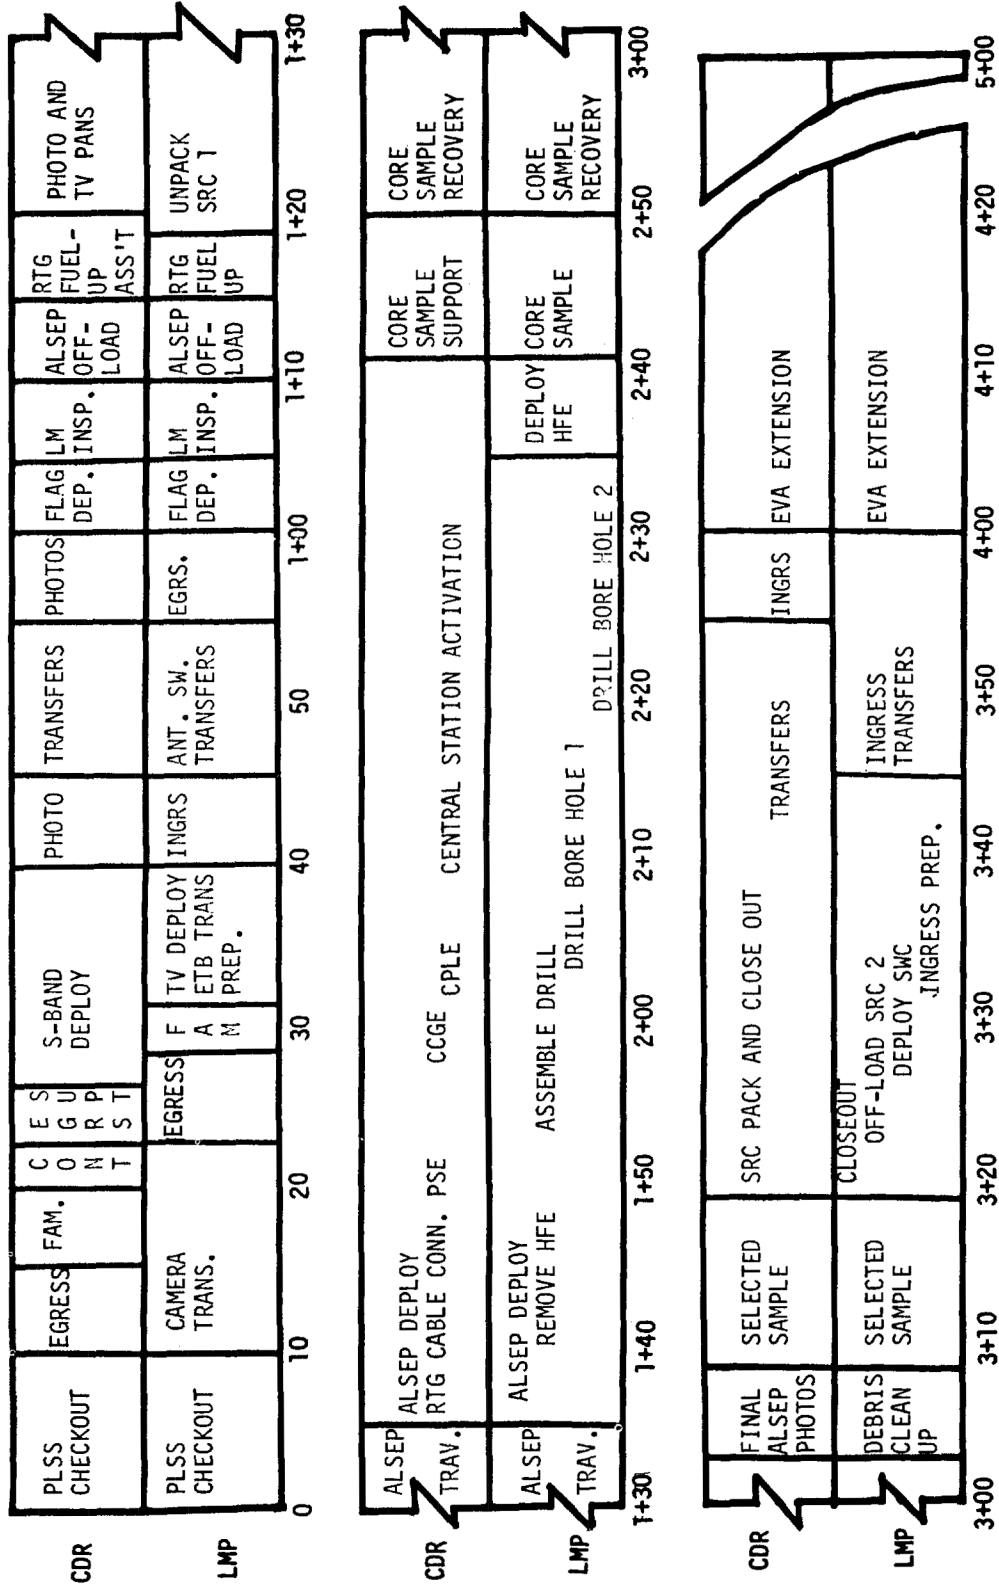 CDR
PLSS
CHECKOUT
EGRESS
FAM.
C
O
N
T
E S
G U
R P
S T
S-BAND
DEPLOY
PHOTO
TRANSFERS
PHOTOS
FLAG
DEP.
LM
INSP.
ALSEP
OFF-
LOAD
RTG
FUEL-
UP
ASS'T
PHOTO AND
TV PANS
LMP
PLSS
CHECKOUT
CAMERA
TRANS.
EGRESS
F
A
M
TV DEPLOY
ETB TRANS
PREP.
INGRS
ANT. SW.
TRANSFERS
EGRS.
FLAG
DEP.
LM
INSP.
ALSEP
OFF-
LOAD
RTG
FUEL
UP
UNPACK
SRC 1
0 10 20 30 40 50 1+00 1+10 1+20 1+30
CDR
ALSEP
TRAV.
ALSEP DEPLOY
RTG CABLE CONN. PSE CCGE CPLE CENTRAL STATION ACTIVATION
CORE
SAMPLE
SUPPORT
CORE
SAMPLE
RECOVERY
LMP
ALSEP
TRAV.
ALSEP DEPLOY
REMOVE HFE ASSEMBLE DRILL
DRILL BORE HOLE 1
DRILL BORE HOLE 2
DEPLOY
HFE
CORE
SAMPLE
CORE
SAMPLE
RECOVERY
1+30 1+40 1+50 2+00 2+10 2+20 2+30 2+40 2+50 3+00
CDR
FINAL
ALSEP
PHOTOS
SELECTED
SAMPLE
SRC PACK AND CLOSE OUT
TRANSFERS
INGRS
EVA EXTENSION
LMP
DEBRIS
CLEAN
UP
SELECTED
SAMPLE
CLOSEOUT
OFF-LOAD SRC 2
DEPLOY SWC
INGRESS PREP.
INGRESS
TRANSFERS
EVA EXTENSION
3+00 3+10 3+20 3+30 3+40 3+50 4+00 4+10 4+20 5+00